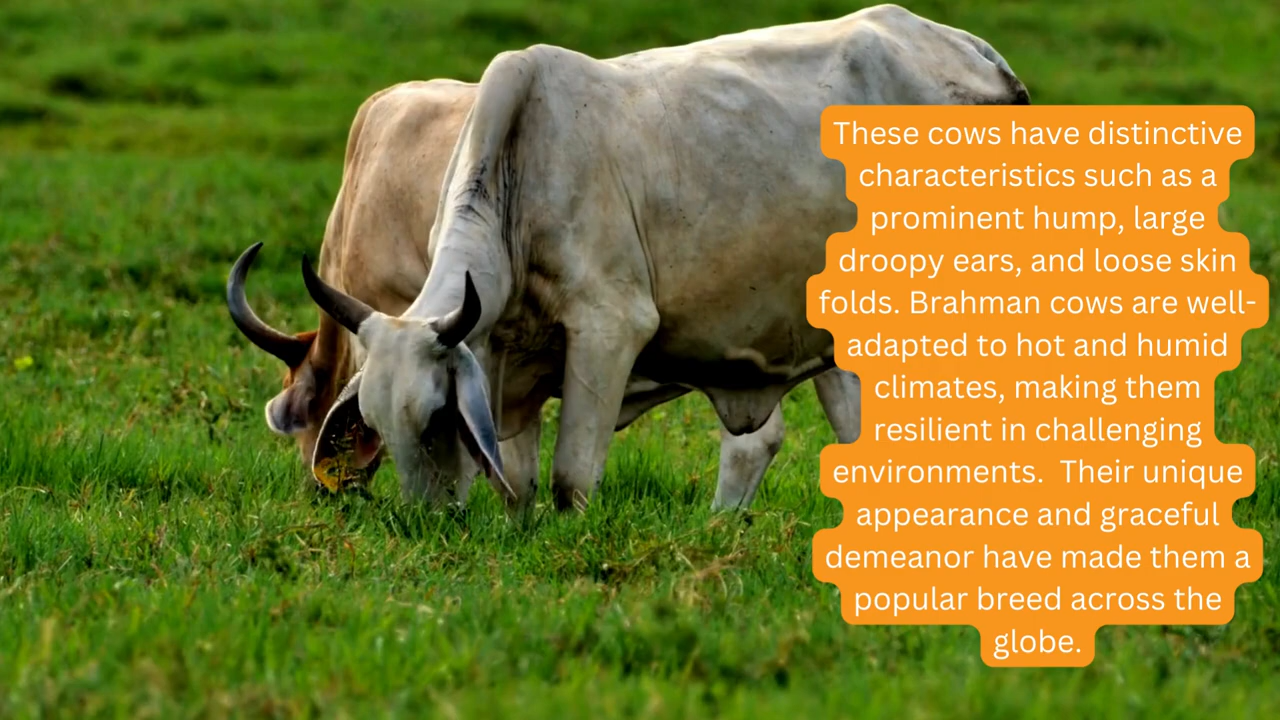 These cows have distinctive
characteristics such as a
prominent hump, large
droopy ears, and loose skin
folds. Brahman cows are well-
adapted to hot and humid
climates, making them
resilient in challenging
environments.  Their unique
appearance and graceful
demeanor have made them a
popular breed across the
globe.